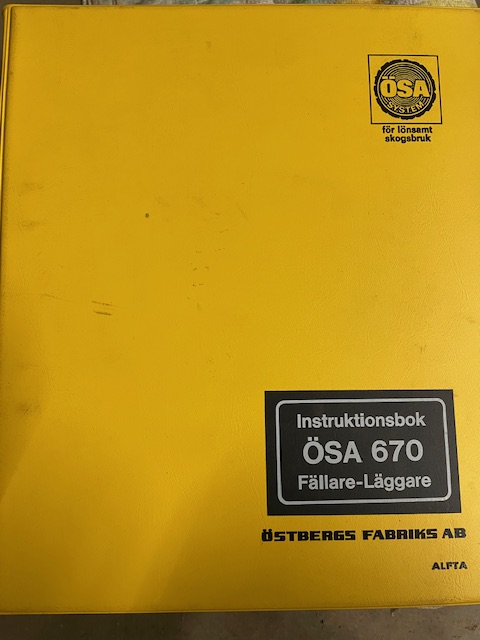 ÖSA
SYSTEM
för lönsamt
skogsbruk
Instruktionsbok
ÖSA 670
Fällare-Läggare
ÖSTBERGS FABRIKS AB
ALFTA